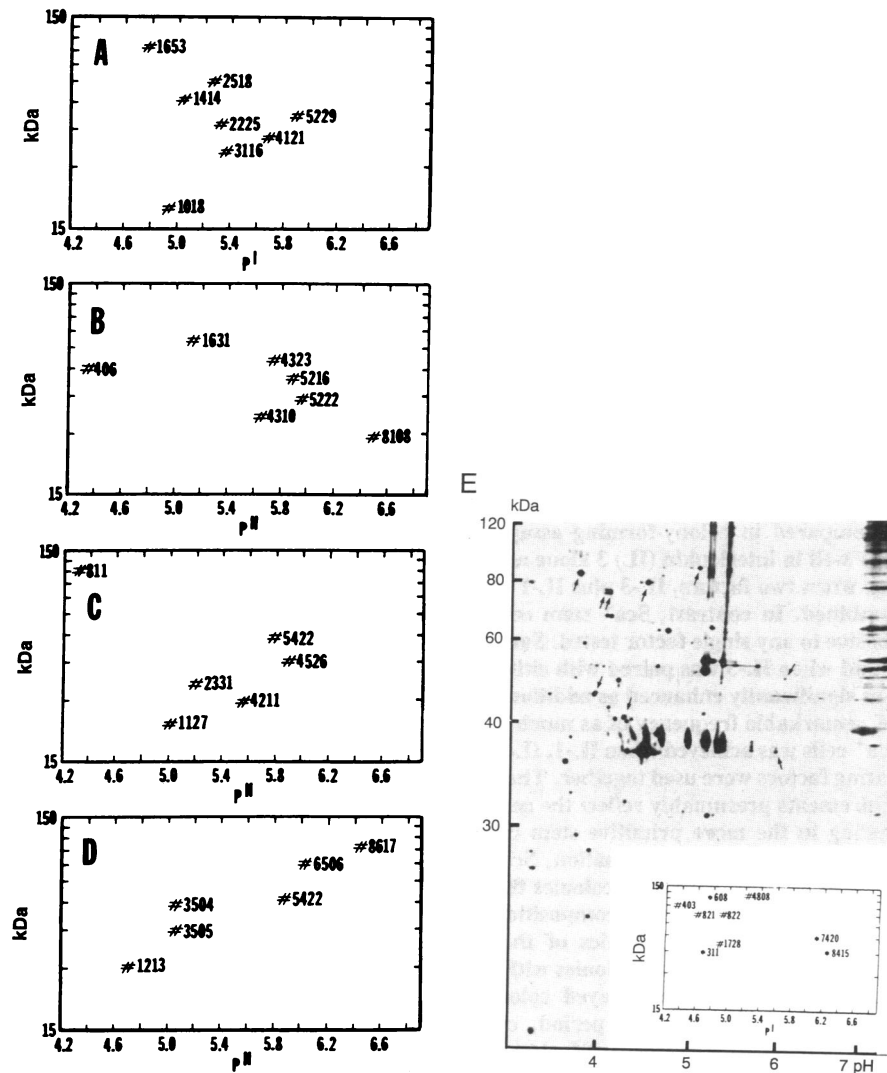 A
150
kDa
15
#1653
#2518
#1414
#2225
#5229
#4121
#3116
#1018
4.2 4.6 5.0 5.4 5.8 6.2 6.6
PI
B
150
kDa
15
#1631
#406
#4323
#5216
#5222
#4310
#8108
4.2 4.6 5.0 5.4 5.8 6.2 6.6
PH
C
150
kDa
15
#811
#5422
#4526
#2331
#4211
#1127
4.2 4.6 5.0 5.4 5.8 6.2 6.6
PH
D
150
kDa
15
#8617
#6506
#3504
#5422
#3505
#1213
4.2 4.6 5.0 5.4 5.8 6.2 6.6
PH
E
kDa
120
80
60
40
30
4 5 6 7 pH
150
kDa
15
#403
608
#4808
#821 #822
#1728
311
7420
8415
4.2 4.6 5.0 5.4 5.8 6.2 6.6
PI